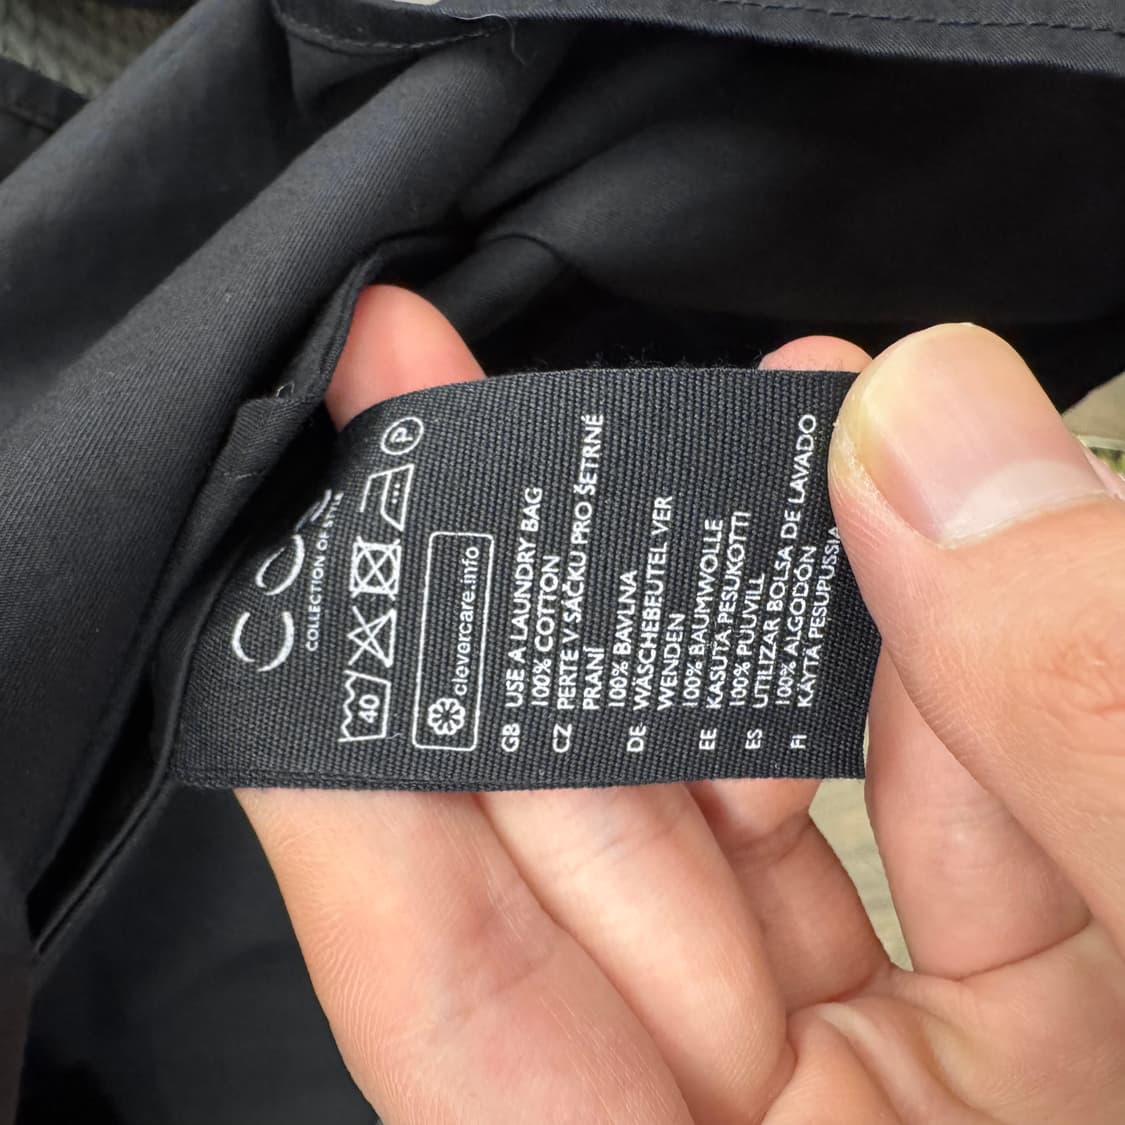 COS
COLLECTION OF STYLE
40
P
clevercare.info
GB USE A LAUNDRY BAG
100% COTTON
CZ PERTE V SÁČKU PRO ŠETRNÉ
PRANÍ
100% BAVLNA
DE WÄSCHEBEUTEL VER
WENDEN
100% BAUMWOLLE
EE KASUTA PESUKOTTI
100% PUUVILL
ES UTILIZAR BOLSA DE LAVADO
100% ALGODÓN
FI KÄYTÄ PESUPUSSIA